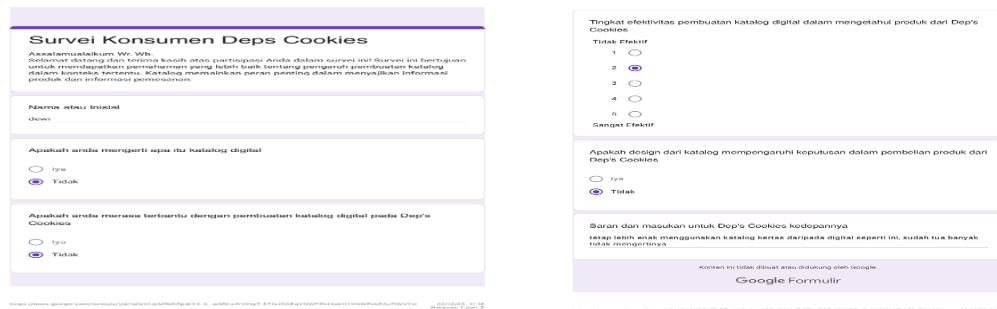 Survei Konsumen Deps Cookies
Assalamualaikum Wr. Wb.
Selamat datang dan terima kasih atas partisipasi Anda dalam survei ini! Survei ini bertujuan
untuk mendapatkan pemahaman yang lebih baik tentang pengaruh pembuatan katalog
dalam konteks tertentu. Katalog memainkan peran penting dalam menyajikan informasi
produk dan informasi pemesanan.
Nama atau Inisial
dewi
Apakah anda mengerti apa itu katalog digital
Iya
Tidak
Apakah anda merasa terbantu dengan pembuatan katalog digital pada Dep's
Cookies
Iya
Tidak
Tingkat efektivitas pembuatan katalog digital dalam mengetahui produk dari Dep's
Cookies
Tidak Efektif
1
2
3
4
5
Sangat Efektif
Apakah design dari katalog mempengaruhi keputusan dalam pembelian produk dari
Dep's Cookies
Iya
Tidak
Saran dan masukan untuk Dep's Cookies kedepannya
tetap lebih enak menggunakan katalog kertas daripada digital seperti ini, sudah tua banyak
tidak mengertinya
Konten ini tidak dibuat atau didukung oleh Google.
Google Formulir